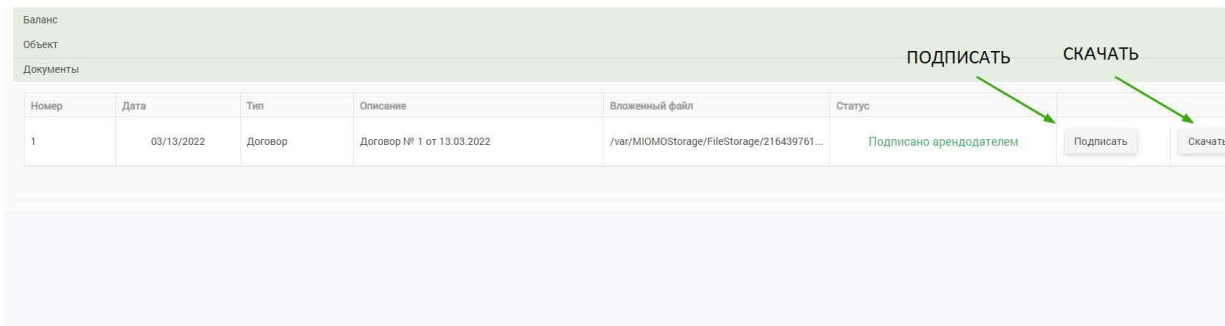 Баланс
Объект
ПОДПИСАТЬ СКАЧАТЬ
Документы
Номер Дата Тип Описание Вложенный файл Статус
1 03/13/2022 Договор Договор № 1 от 13.03.2022 /var/MIOMOStorage/FileStorage/216439761... Подписано арендодателем Подписать Скачать